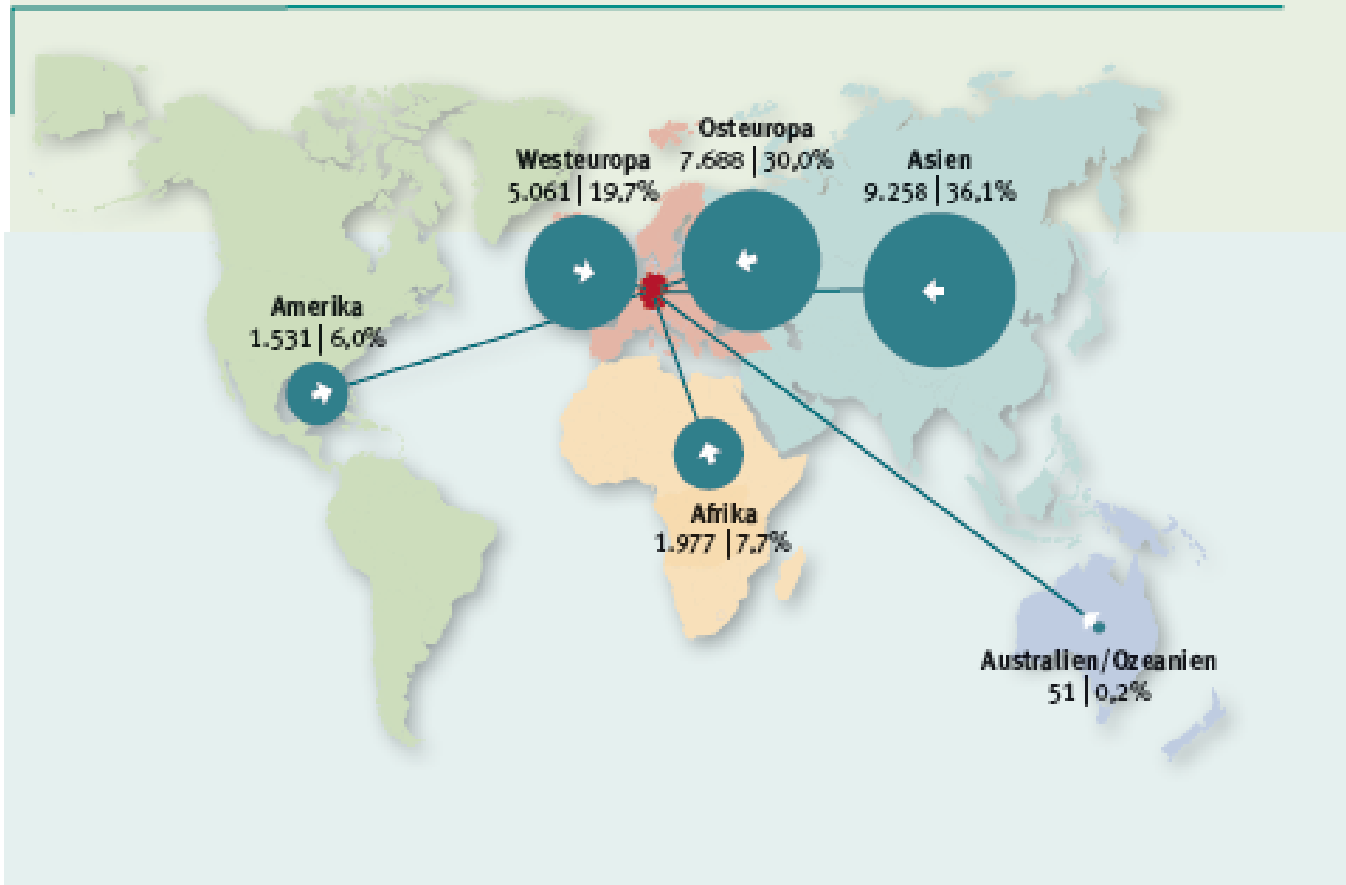 Osteuropa
7.688 | 30,0%
Westeuropa
5.061 | 19,7%
Asien
9.258 | 36,1%
Amerika
1.531 | 6,0%
Afrika
1.977 | 7,7%
Australien/Ozeanien
51 | 0,2%